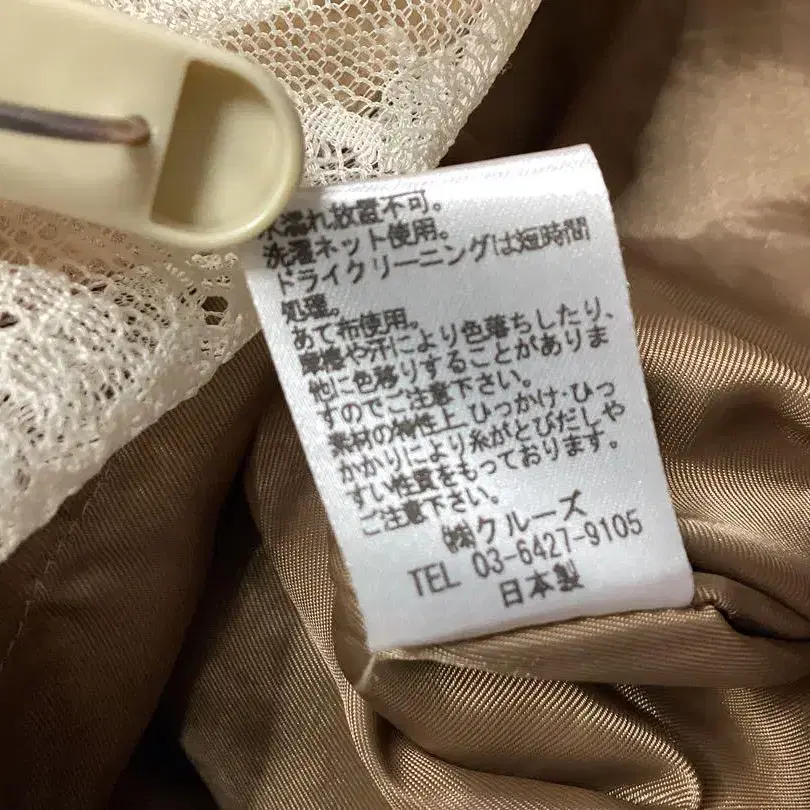 水濡れ放置不可。
洗濯ネット使用。
ドライクリーニングは短時間
処理。
あて布使用。
摩擦や汗により色落ちしたり、
他に色移りすることがありま
すのでご注意下さい。
素材の特性上 ひっかけ・ひっ
かかりにより糸がとびだしや
すい性質をもっております。
ご注意下さい。
㈱クルーズ
TEL 03-6427-9105
日本製